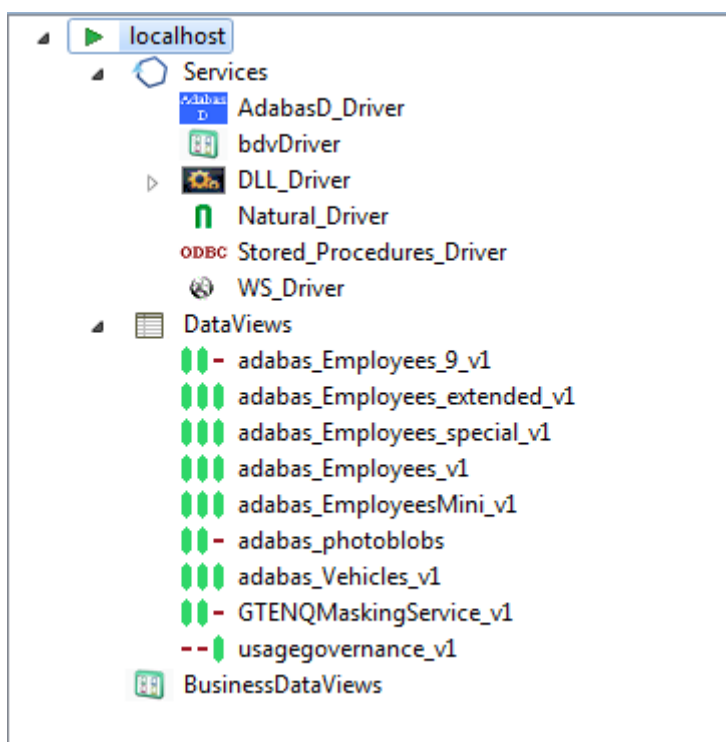 localhost
Services
Adabas
D
AdabasD_Driver
bdvDriver
DLL_Driver
Natural_Driver
ODBC Stored_Procedures_Driver
WS_Driver
DataViews
adabas_Employees_9_v1
adabas_Employees_extended_v1
adabas_Employees_special_v1
adabas_Employees_v1
adabas_EmployeesMini_v1
adabas_photoblobs
adabas_Vehicles_v1
GTENQMaskingService_v1
usagegovernance_v1
BusinessDataViews